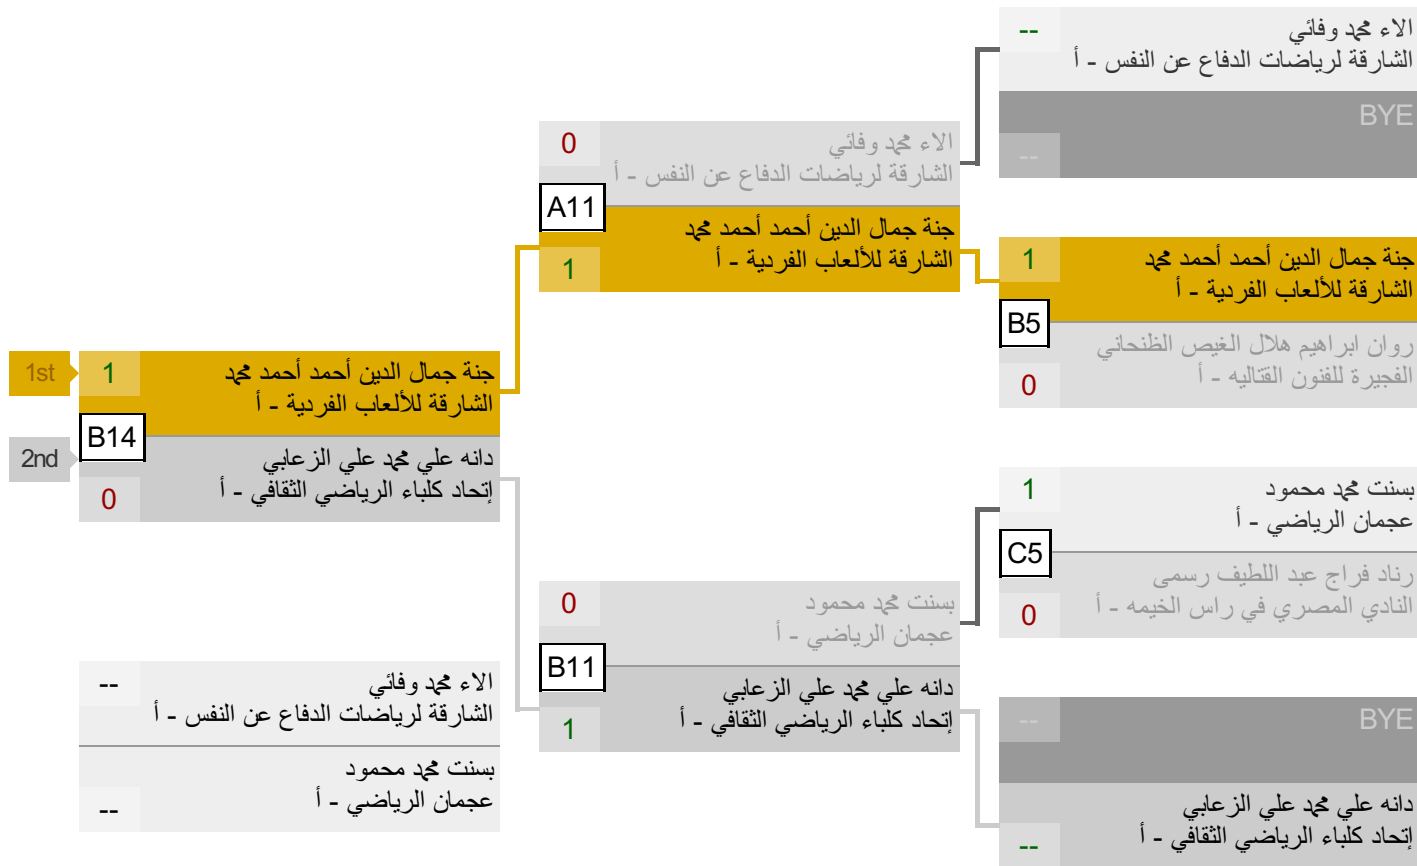 --
الاء محمد وفائي
الشارقة لرياضات الدفاع عن النفس - أ
BYE
--
0
الاء محمد وفائي
الشارقة لرياضات الدفاع عن النفس - أ
A11
جنة جمال الدين أحمد أحمد محمد
الشارقة للألعاب الفردية - أ
1
1
جنة جمال الدين أحمد أحمد محمد
الشارقة للألعاب الفردية - أ
B5
روان ابراهيم هلال الغيص الظنحاني
الفجيرة للفنون القتاليه - أ
0
1st
1
جنة جمال الدين أحمد أحمد محمد
الشارقة للألعاب الفردية - أ
B14
2nd
دانه علي محمد علي الزعابي
إتحاد كلباء الرياضي الثقافي - أ
0
1
بسنت محمد محمود
عجمان الرياضي - أ
C5
رناد فراج عبد اللطيف رسمى
النادي المصري في راس الخيمه - أ
0
0
بسنت محمد محمود
عجمان الرياضي - أ
B11
دانه علي محمد علي الزعابي
إتحاد كلباء الرياضي الثقافي - أ
1
--
الاء محمد وفائي
الشارقة لرياضات الدفاع عن النفس - أ
بسنت محمد محمود
عجمان الرياضي - أ
--
--
BYE
دانه علي محمد علي الزعابي
إتحاد كلباء الرياضي الثقافي - أ
--